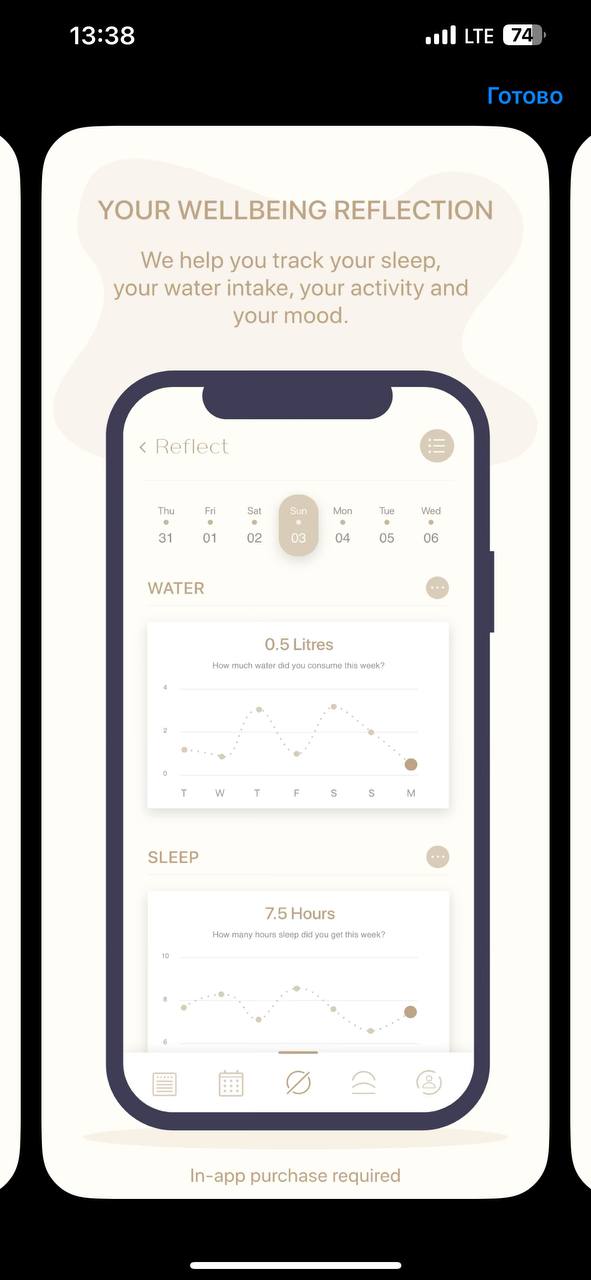 13:38 LTE 74
Готово
YOUR WELLBEING REFLECTION
We help you track your sleep,
your water intake, your activity and
your mood.
Reflect
Thu Fri Sat Sun Mon Tue Wed
31 01 02 03 04 05 06
WATER
0.5 Litres
How much water did you consume this week?
4
2
0
T W T F S S M
SLEEP
7.5 Hours
How many hours sleep did you get this week?
10
8
6
In-app purchase required